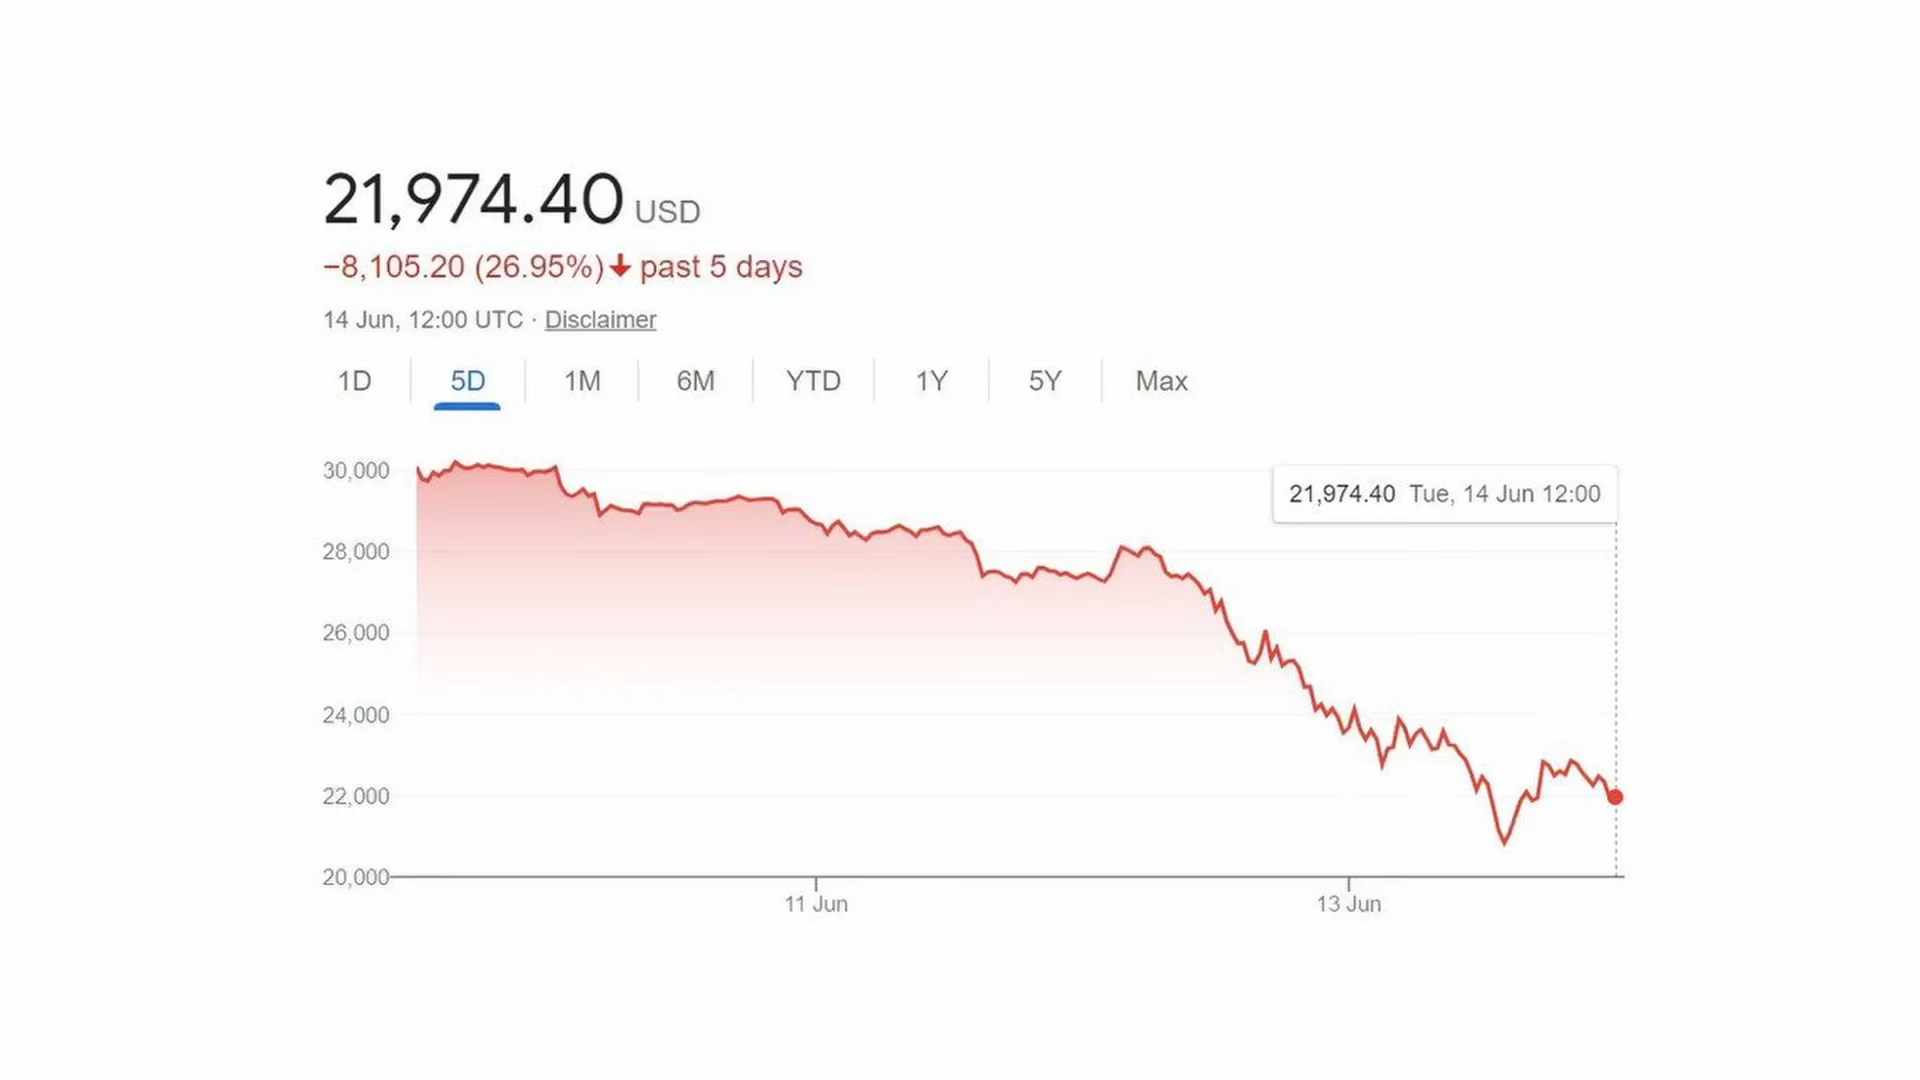 21,974.40 USD
−8,105.20 (26.95%) past 5 days
14 Jun, 12:00 UTC · Disclaimer
1D 5D 1M 6M YTD 1Y 5Y Max
21,974.40 Tue, 14 Jun 12:00
30,000
28,000
26,000
24,000
22,000
20,000
11 Jun 13 Jun